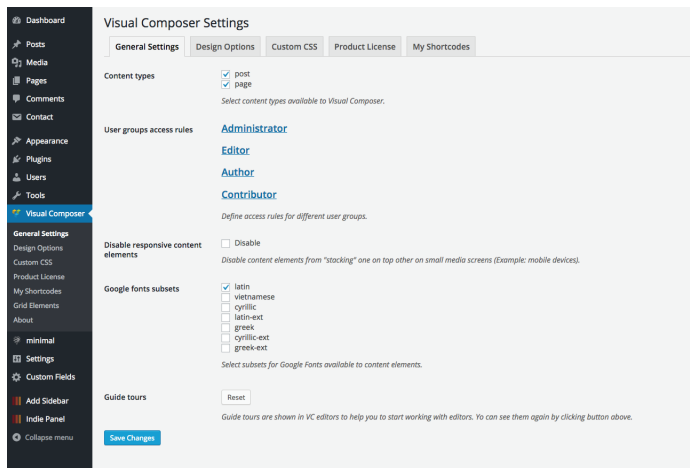 Dashboard
Posts
Media
Pages
Comments
Contact
Appearance
Plugins
Users
Tools
Visual Composer
General Settings
Design Options
Custom CSS
Product License
My Shortcodes
Grid Elements
About
minimal
Settings
Custom Fields
Add Sidebar
Indie Panel
Collapse menu
Visual Composer Settings
General Settings Design Options Custom CSS Product License My Shortcodes
Content types
post
page
Select content types available to Visual Composer.
User groups access rules
Administrator
Editor
Author
Contributor
Define access rules for different user groups.
Disable responsive content
elements
Disable
Disable content elements from "stacking" one on top other on small media screens (Example: mobile devices).
Google fonts subsets
latin
vietnamese
cyrillic
latin-ext
greek
cyrillic-ext
greek-ext
Select subsets for Google Fonts available to content elements.
Guide tours
Reset
Guide tours are shown in VC editors to help you to start working with editors. Yo can see them again by clicking button above.
Save Changes